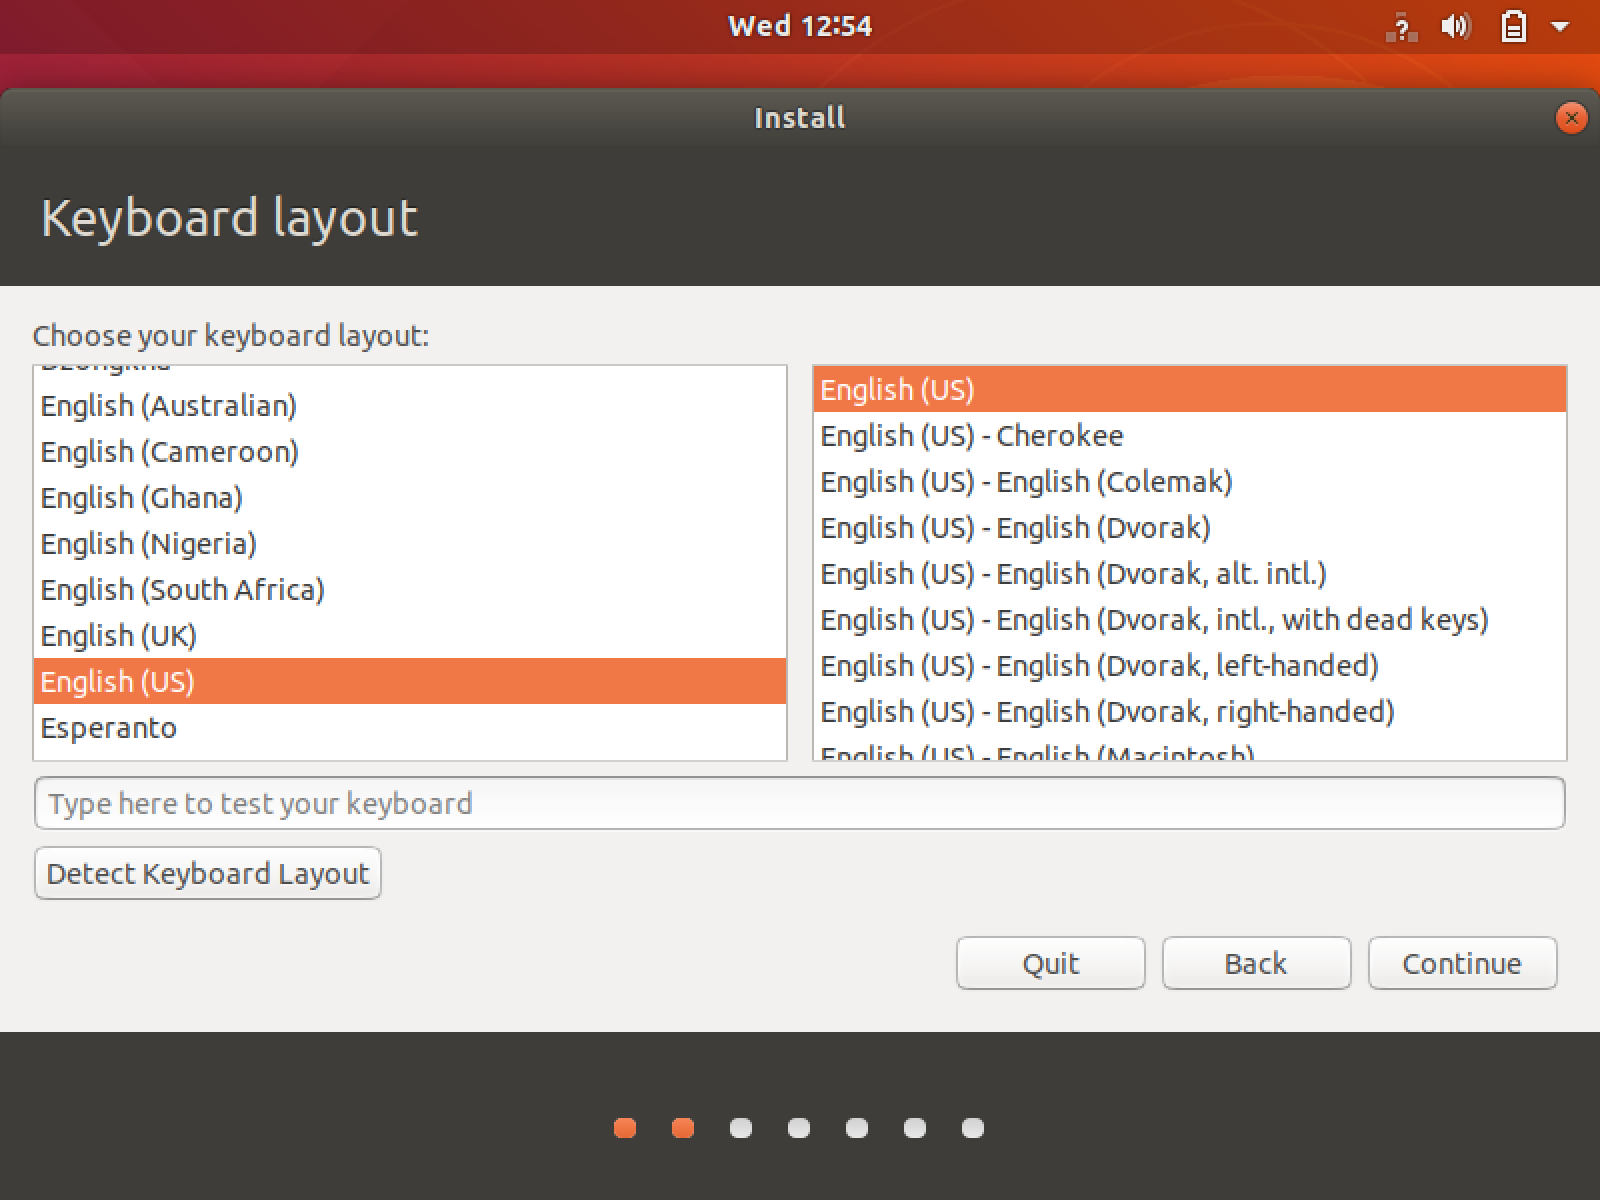 Wed 12:54
Install
Keyboard layout
Choose your keyboard layout:
English (Australian)
English (Cameroon)
English (Ghana)
English (Nigeria)
English (South Africa)
English (UK)
English (US)
Esperanto
English (US)
English (US) - Cherokee
English (US) - English (Colemak)
English (US) - English (Dvorak)
English (US) - English (Dvorak, alt. intl.)
English (US) - English (Dvorak, intl., with dead keys)
English (US) - English (Dvorak, left-handed)
English (US) - English (Dvorak, right-handed)
English (US) - English (Macintosh)
Type here to test your keyboard
Detect Keyboard Layout
Quit
Back
Continue